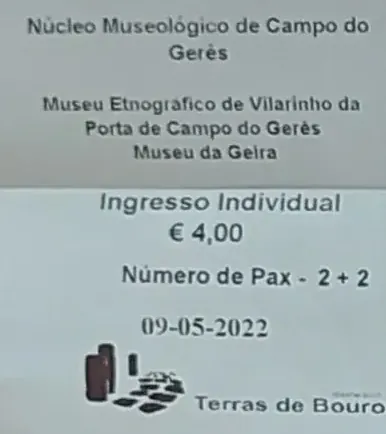 Núcleo Museológico de Campo do
Gerês
Museu Etnográfico de Vilarinho da
Porta de Campo do Gerês
Museu da Geira
Ingresso Individual
€ 4,00
Número de Pax - 2 + 2
09-05-2022
Terras de Bouro